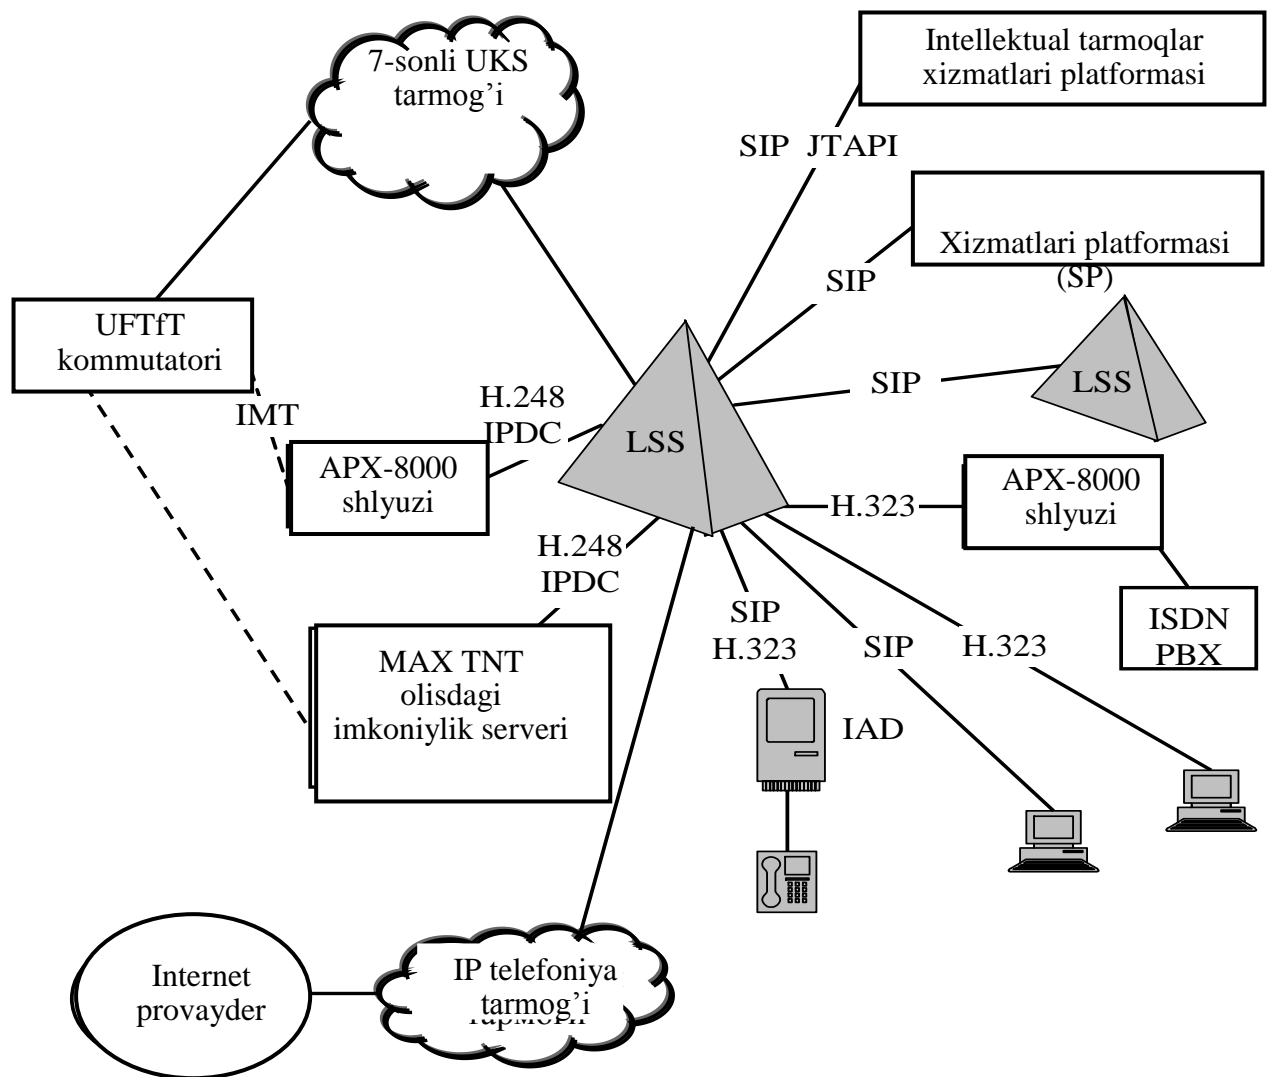 7-sonli UKS
tarmog’i
Intellektual tarmoqlar
xizmatlari platformasi
SIP JTAPI
Xizmatlari platformasi
(SP)
SIP
UFTfT
kommutatori
IMT
H.248
IPDC
LSS
SIP
LSS
APX-8000
shlyuzi
H.323
APX-8000
shlyuzi
H.248
IPDC
ISDN
PBX
SIP
H.323
SIP
H.323
MAX TNT
olisdagi
imkoniylik serveri
IAD
Internet
provayder
IP telefoniya
tarmog’i